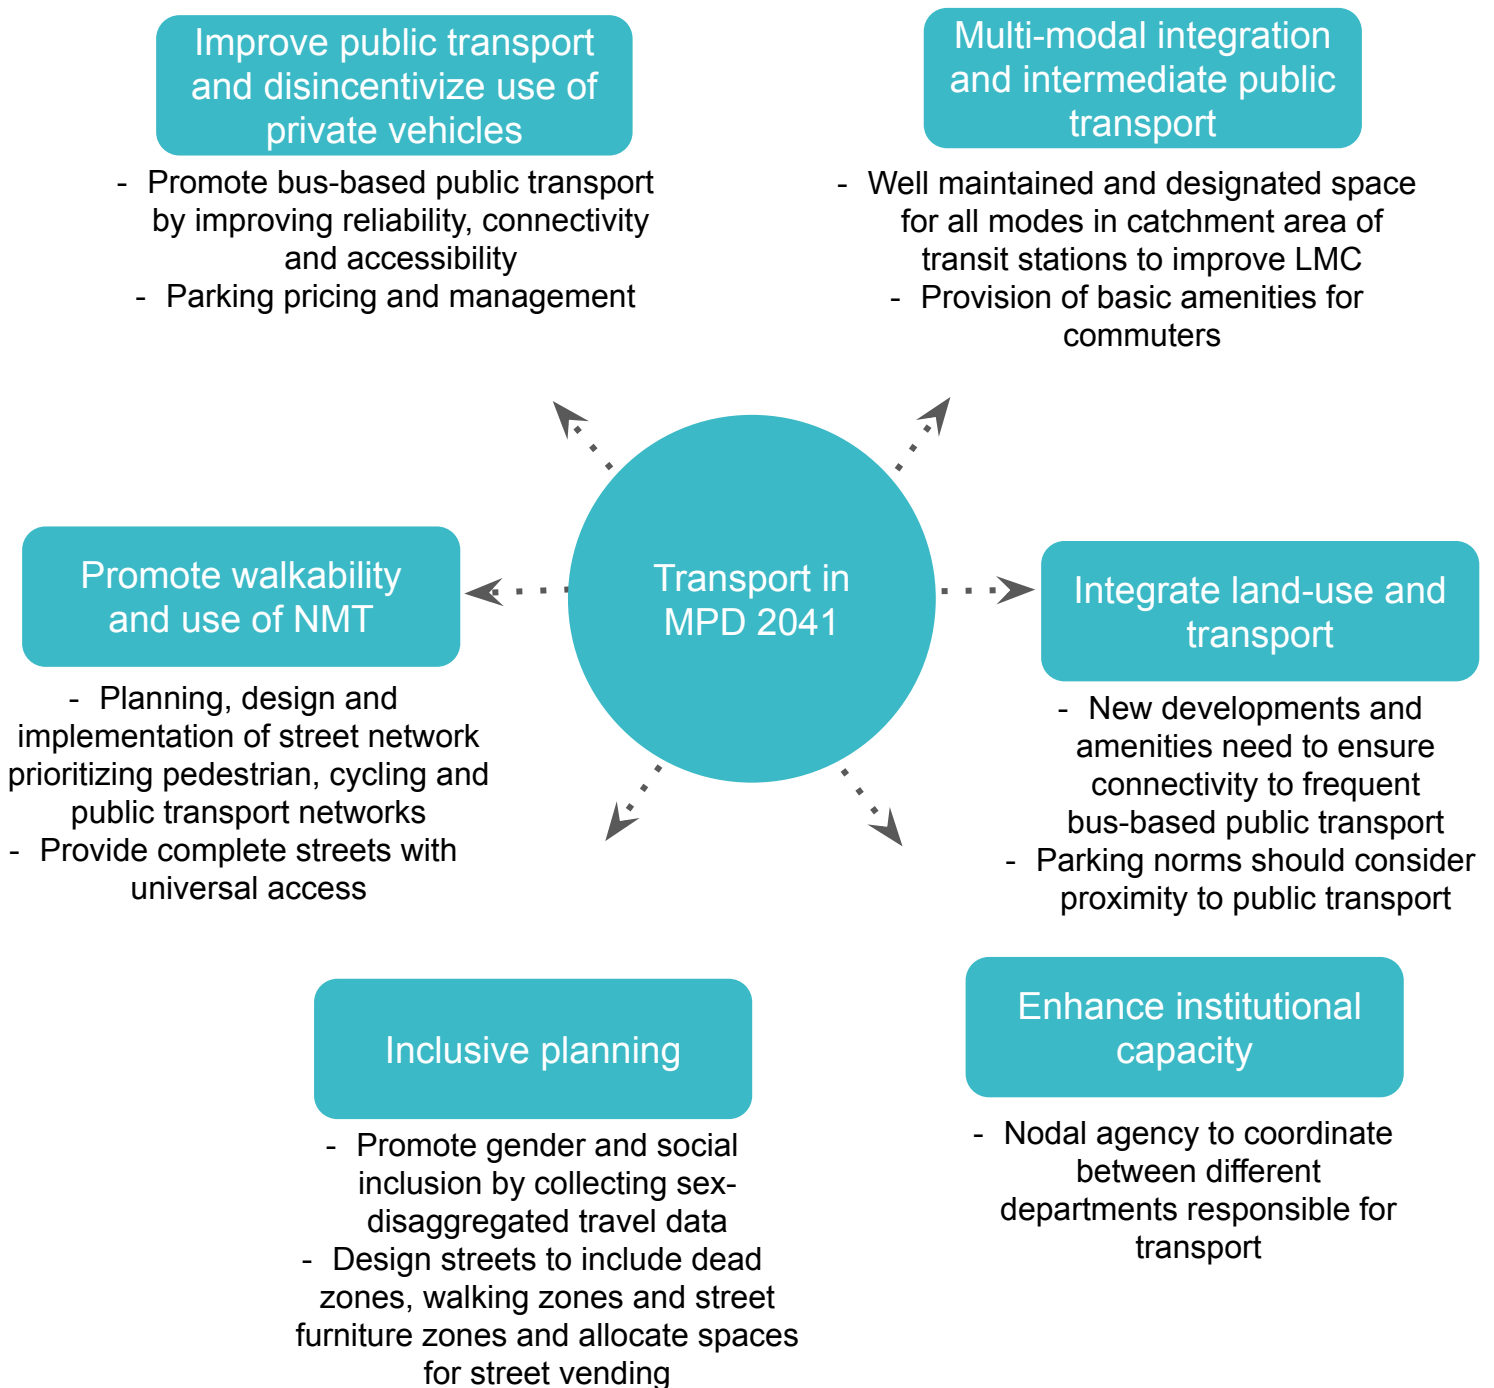 Improve public transport
and disincentivize use of
private vehicles
- Promote bus-based public transport
by improving reliability, connectivity
and accessibility
- Parking pricing and management
Multi-modal integration
and intermediate public
transport
- Well maintained and designated space
for all modes in catchment area of
transit stations to improve LMC
- Provision of basic amenities for
commuters
Transport in
MPD 2041
Promote walkability
and use of NMT
- Planning, design and
implementation of street network
prioritizing pedestrian, cycling and
public transport networks
- Provide complete streets with
universal access
Integrate land-use and
transport
- New developments and
amenities need to ensure
connectivity to frequent
bus-based public transport
- Parking norms should consider
proximity to public transport
Inclusive planning
- Promote gender and social
inclusion by collecting sex-
disaggregated travel data
- Design streets to include dead
zones, walking zones and street
furniture zones and allocate spaces
for street vending
Enhance institutional
capacity
- Nodal agency to coordinate
between different
departments responsible for
transport